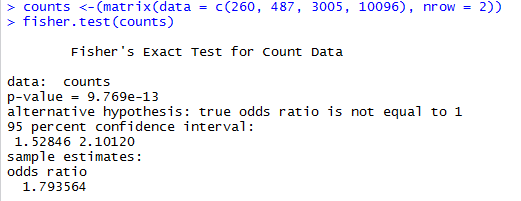 > counts <-(matrix(data = c(260, 487, 3005, 10096), nrow = 2))
> fisher.test(counts)
Fisher's Exact Test for Count Data
data:  counts
p-value = 9.769e-13
alternative hypothesis: true odds ratio is not equal to 1
95 percent confidence interval:
1.52846 2.10120
sample estimates:
odds ratio
1.793564